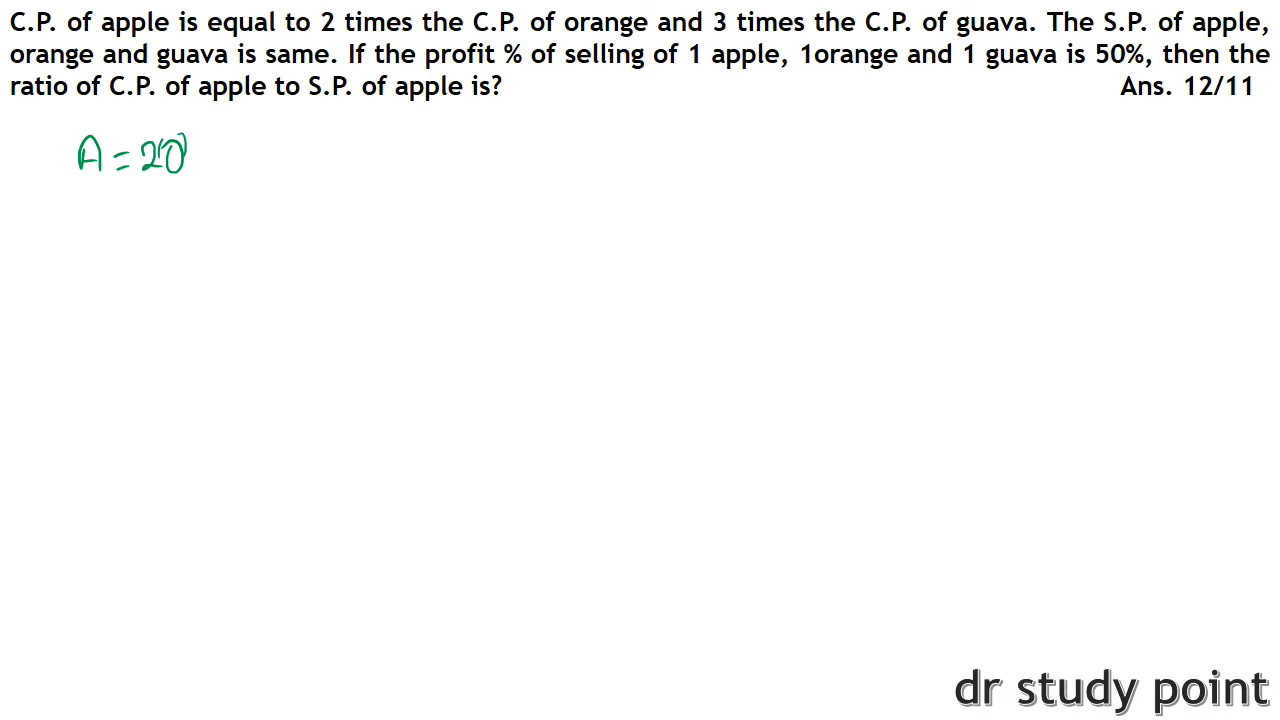 C.P. of apple is equal to 2 times the C.P. of orange and 3 times the C.P. of guava. The S.P. of apple,
orange and guava is same. If the profit % of selling of 1 apple, 1orange and 1 guava is 50%, then the
ratio of C.P. of apple to S.P. of apple is? Ans. 12/11
A = 20
dr study point